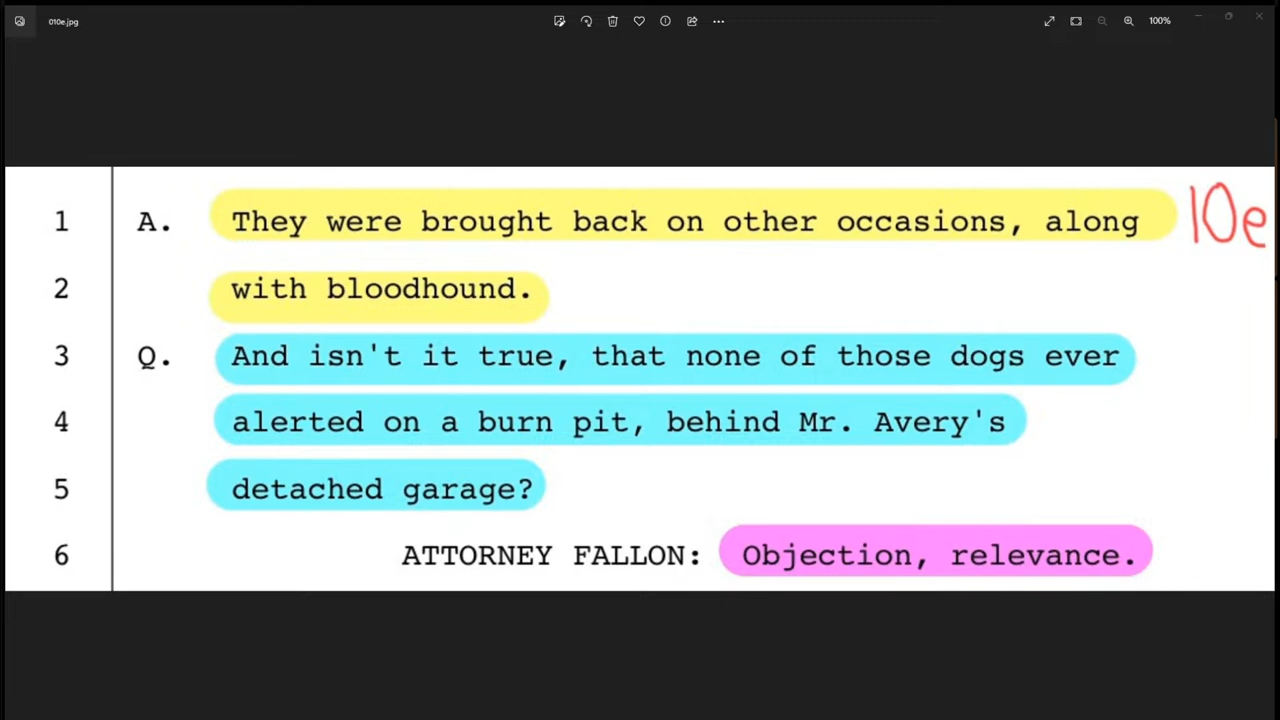 010e.jpg
100%
1 A. They were brought back on other occasions, along 10e
2 with bloodhound.
3 Q. And isn't it true, that none of those dogs ever
4 alerted on a burn pit, behind Mr. Avery's
5 detached garage?
6 ATTORNEY FALLON: Objection, relevance.